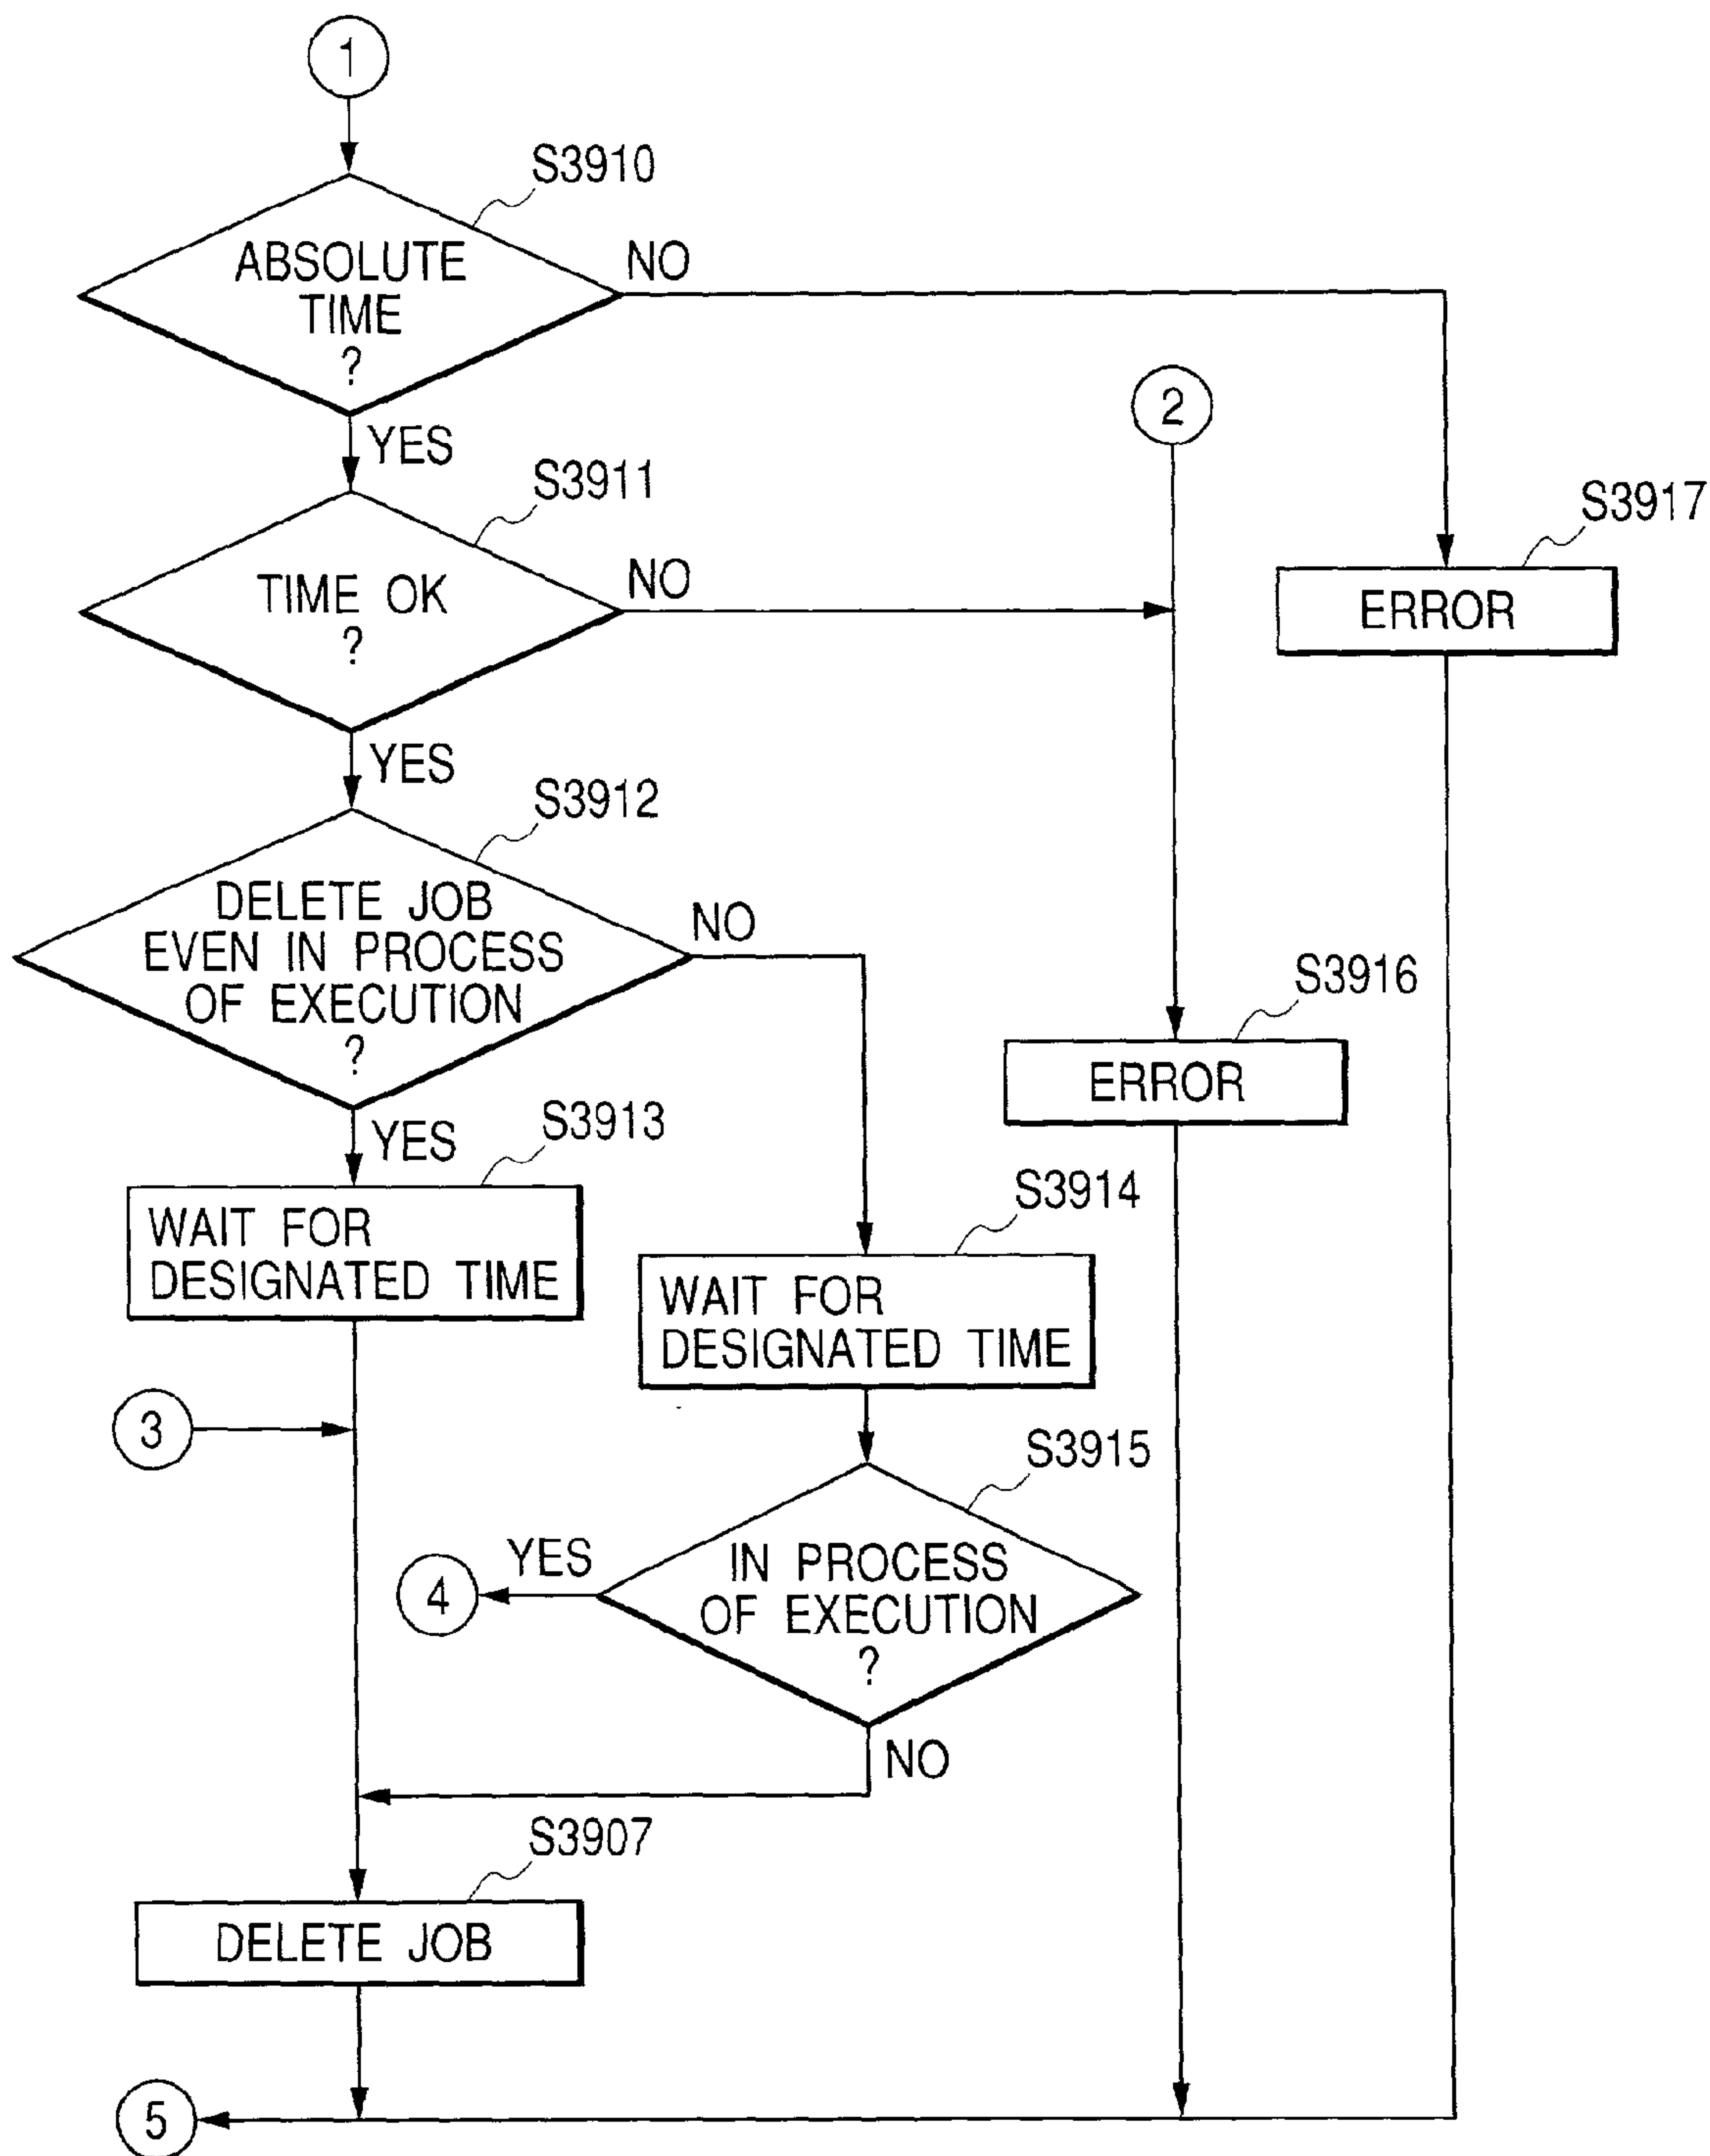 1
S3910
ABSOLUTE
TIME
?
NO
YES
2
S3911
TIME OK
?
NO
YES
S3917
ERROR
S3912
DELETE JOB
EVEN IN PROCESS
OF EXECUTION
?
NO
YES
S3916
ERROR
S3913
WAIT FOR
DESIGNATED TIME
S3914
WAIT FOR
DESIGNATED TIME
3
S3915
IN PROCESS
OF EXECUTION
?
YES
4
NO
S3907
DELETE JOB
5